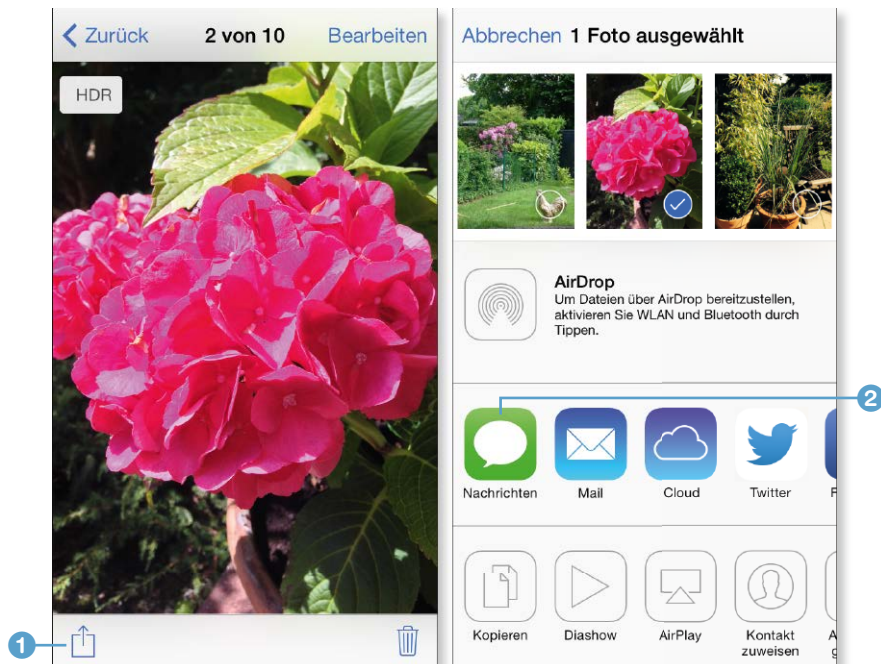 Zurück 2 von 10 Bearbeiten
HDR
1
Abbrechen 1 Foto ausgewählt
AirDrop
Um Dateien über AirDrop bereitzustellen,
aktivieren Sie WLAN und Bluetooth durch
Tippen.
2
Nachrichten Mail Cloud Twitter F
Kopieren Diashow AirPlay Kontakt
zuweisen